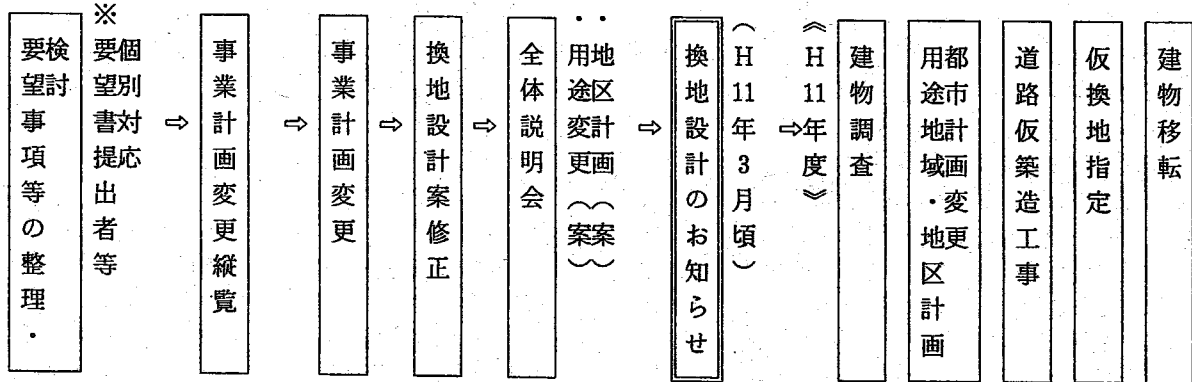 要望事項等の整理・
検討
※
個別対応
要望書提出者等
⇨
事業計画変更縦覧
⇨
事業計画変更
⇨
換地設計案修正
⇨
全体説明会
・地区計画（案）
・用途変更（案）
⇨
換地設計のお知らせ
（H11年3月頃）
⇨
《H11年度》
建物調査
都市計画変更
用途地域・地区計画
道路仮築造工事
仮換地指定
建物移転